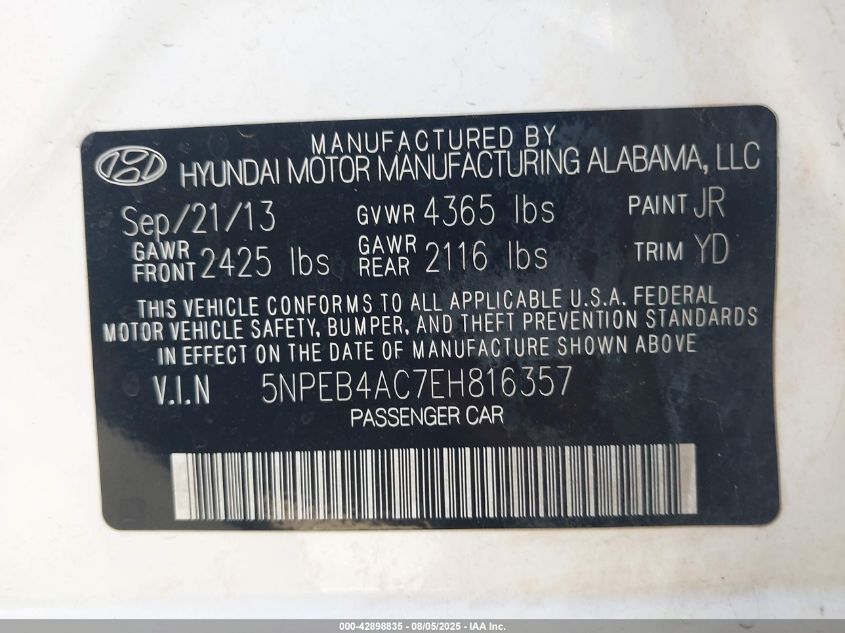 MANUFACTURED BY
HYUNDAI MOTOR MANUFACTURING ALABAMA, LLC
Sep/21/13 GVWR 4365 lbs PAINT JR
GAWR FRONT 2425 lbs GAWR REAR 2116 lbs TRIM YD
THIS VEHICLE CONFORMS TO ALL APPLICABLE U.S.A. FEDERAL
MOTOR VEHICLE SAFETY, BUMPER, AND THEFT PREVENTION STANDARDS
IN EFFECT ON THE DATE OF MANUFACTURE SHOWN ABOVE
V.I.N 5NPEB4AC7EH816357
PASSENGER CAR
000-42898835 - 08/05/2025 - IAA Inc.